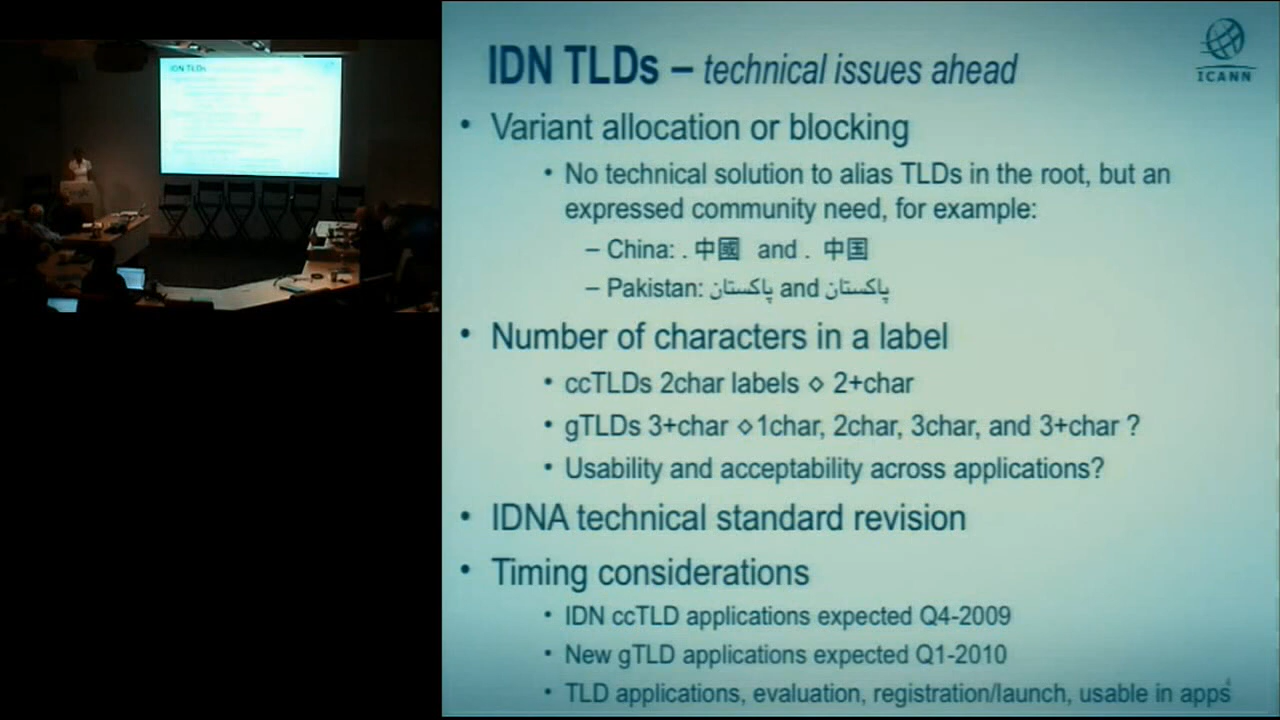 IDN TLDs
IDN TLDs – technical issues ahead
ICANN
• Variant allocation or blocking
• No technical solution to alias TLDs in the root, but an
expressed community need, for example:
– China: . 中國 and . 中国
– Pakistan: پاکستان and پاکستان
• Number of characters in a label
• ccTLDs 2char labels ◇ 2+char
• gTLDs 3+char ◇1char, 2char, 3char, and 3+char ?
• Usability and acceptability across applications?
• IDNA technical standard revision
• Timing considerations
• IDN ccTLD applications expected Q4-2009
• New gTLD applications expected Q1-2010
• TLD applications, evaluation, registration/launch, usable in apps